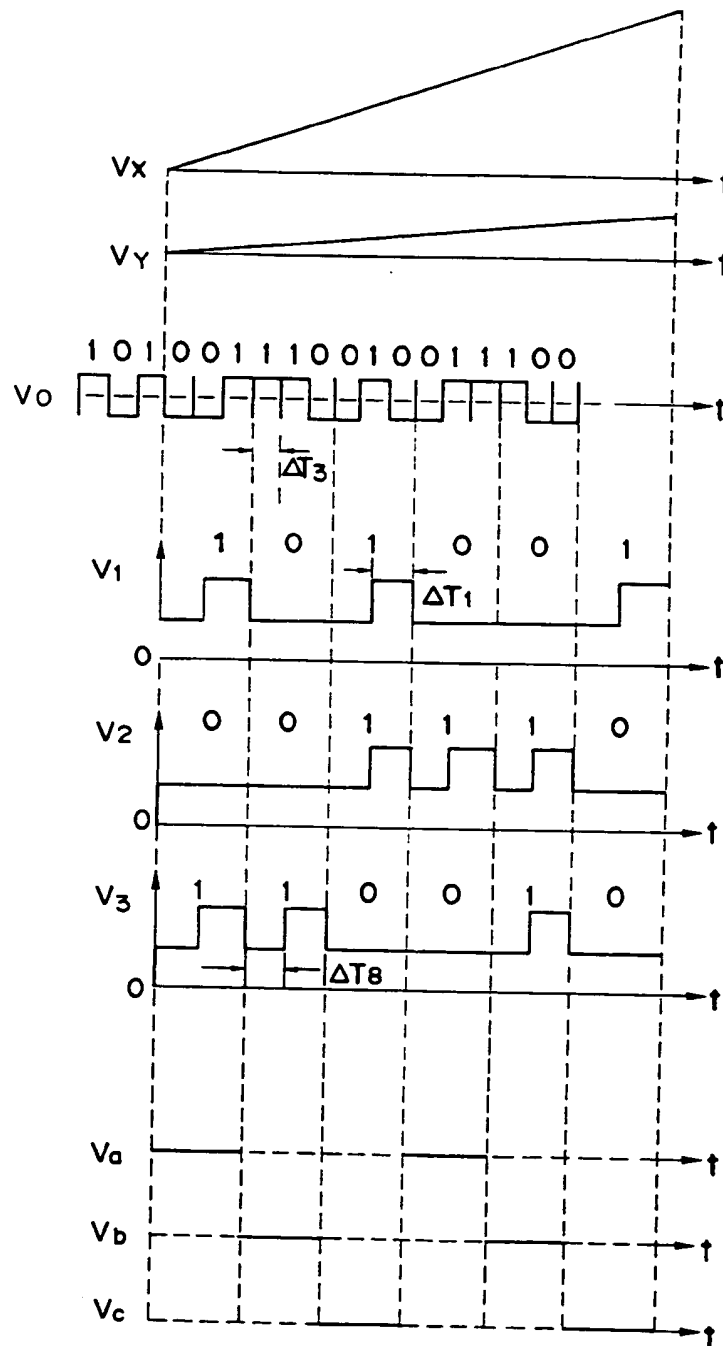 VX t
VY t
1 0 1 0 0 1 1 1 0 0 1 0 0 1 1 1 0 0
VO t
ΔT3
1 0 1 0 0 1
V1
ΔT1
0 t
0 0 1 1 1 0
V2
0 t
1 1 0 0 1 0
V3
ΔT8
0 t
Va t
Vb t
Vc t